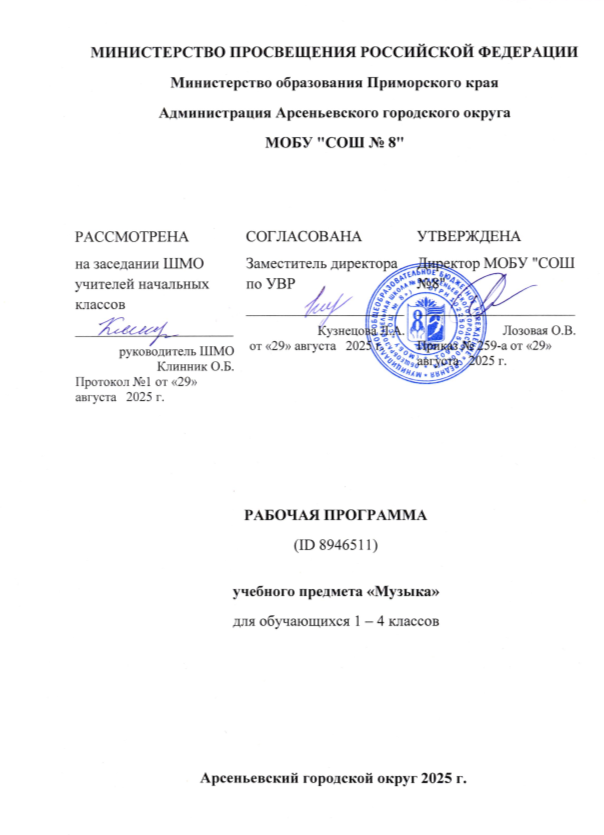 МИНИСТЕРСТВО ПРОСВЕЩЕНИЯ РОССИЙСКОЙ ФЕДЕРАЦИИ
Министерство образования Приморского края
Администрация Арсеньевского городского округа
МОБУ "СОШ № 8"
РАССМОТРЕНА
на заседании ШМО
учителей начальных
классов
руководитель ШМО
Клинник О.Б.
Протокол №1 от «29»
августа 2025 г.
СОГЛАСОВАНА
Заместитель директора
по УВР
Кузнецова А.
от «29» августа 2025 г.
УТВЕРЖДЕНА
Директор МОБУ "СОШ
№8"
Лозовая О.В.
Приказ № 259-а от «29»
августа 2025 г.
РАБОЧАЯ ПРОГРАММА
(ID 8946511)
учебного предмета «Музыка»
для обучающихся 1 – 4 классов
Арсеньевский городской округ 2025 г.